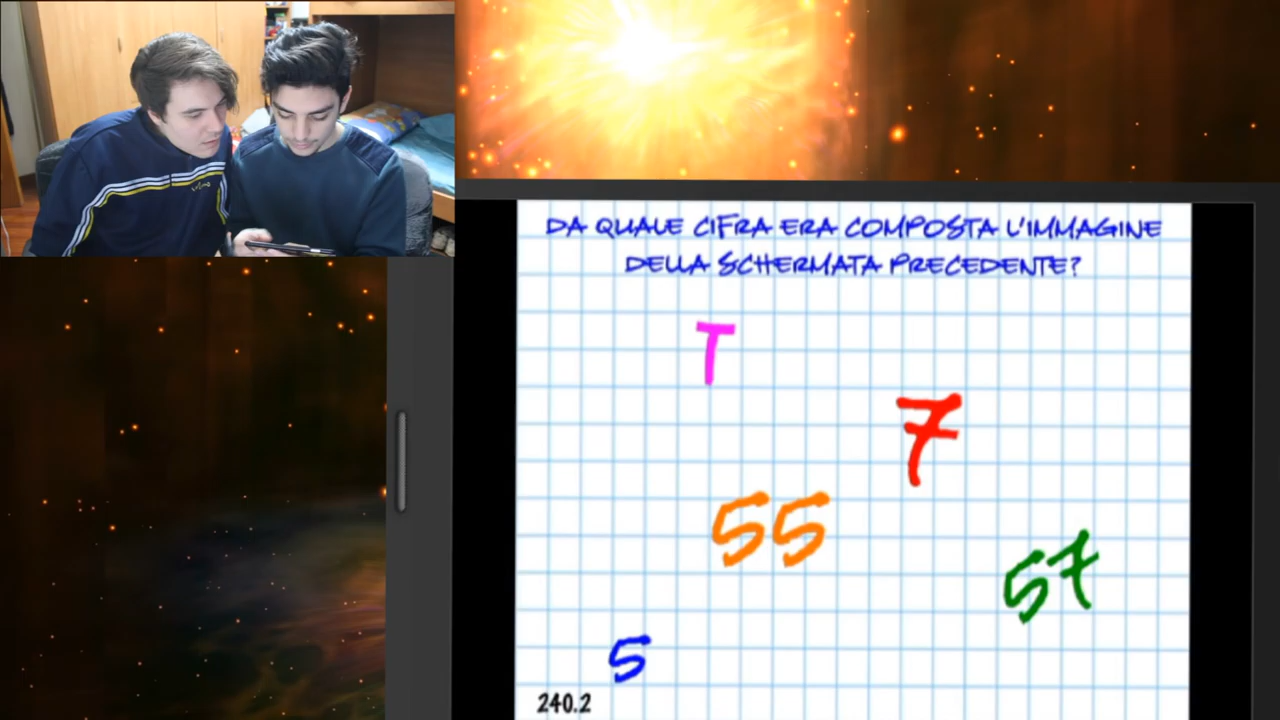 DA QUALE CIFRA ERA COMPOSTA L'IMMAGINE
DELLA SCHERMATA PRECEDENTE?
T
7
55
57
5
240.2